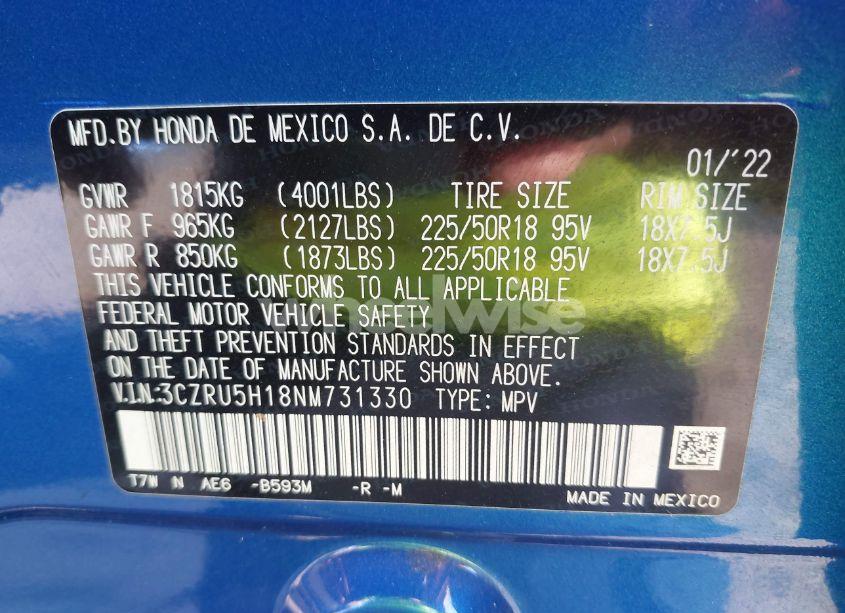 MFD.BY HONDA DE MEXICO S.A. DE C.V.
01/'22
GVWR 1815KG (4001LBS) TIRE SIZE RIM SIZE
GAWR F 965KG (2127LBS) 225/50R18 95V 18X7.5J
GAWR R 850KG (1873LBS) 225/50R18 95V 18X7.5J
THIS VEHICLE CONFORMS TO ALL APPLICABLE
FEDERAL MOTOR VEHICLE SAFETY
AND THEFT PREVENTION STANDARDS IN EFFECT
ON THE DATE OF MANUFACTURE SHOWN ABOVE.
V.I.N:3CZRU5H18NM731330 TYPE: MPV
T7W N AE6 -B593M -R -M
MADE IN MEXICO